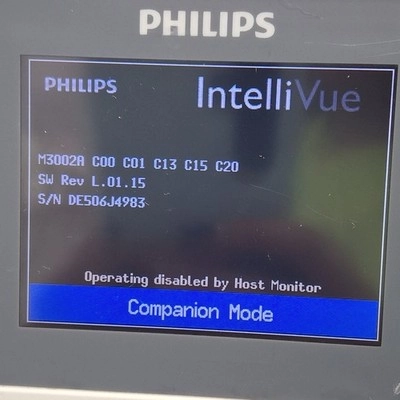 PHILIPS
PHILIPS IntelliVue
M3002A C00 C01 C13 C15 C20
SW Rev L.01.15
S/N DE506J4983
Operating disabled by Host Monitor
Companion Mode